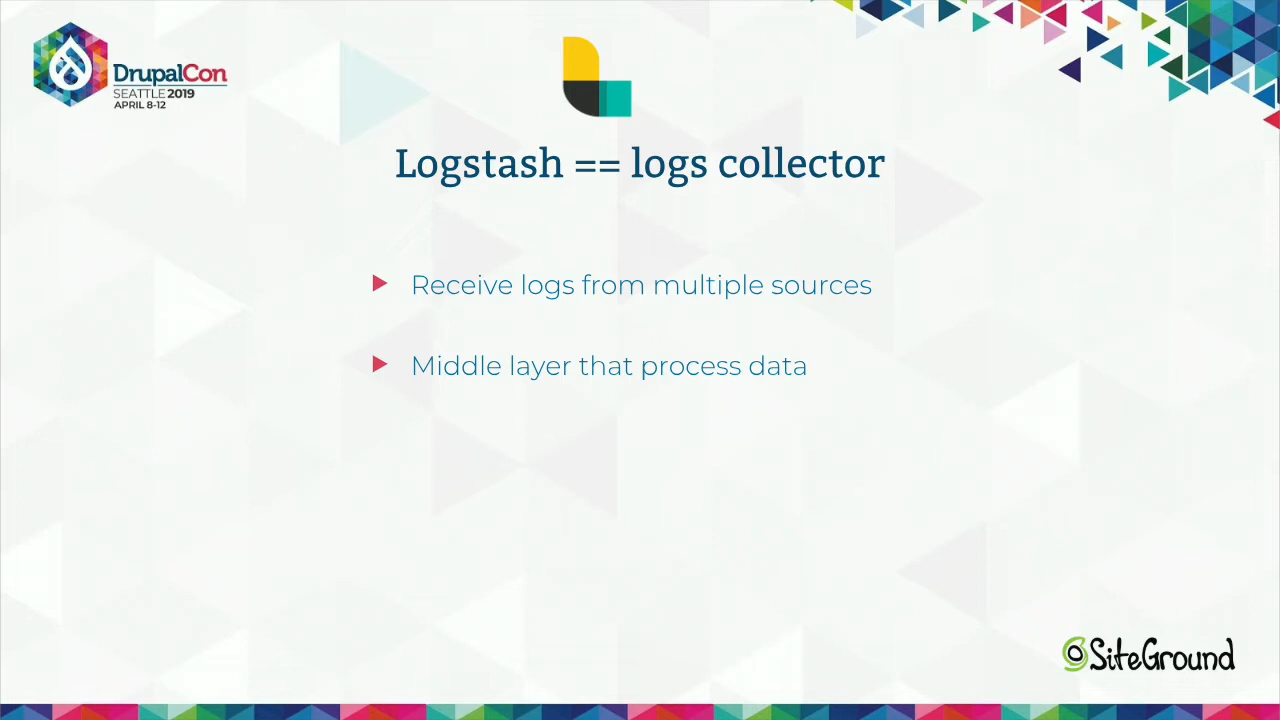 DrupalCon
SEATTLE 2019
APRIL 8-12
Logstash == logs collector
Receive logs from multiple sources
Middle layer that process data
SiteGround